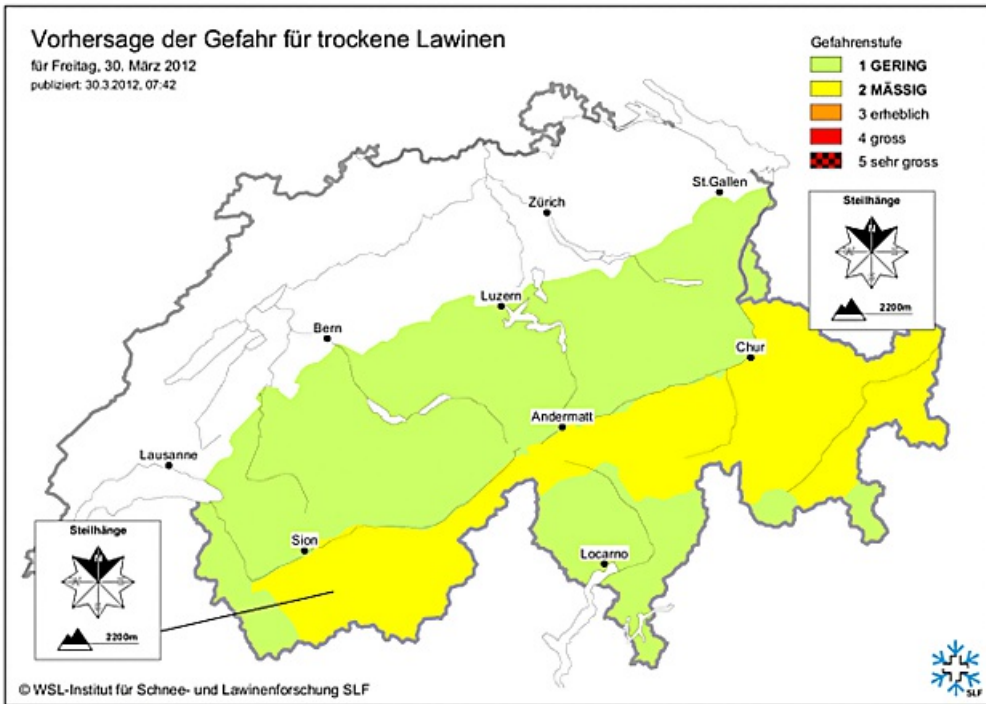 Vorhersage der Gefahr für trockene Lawinen
für Freitag, 30. März 2012
publiziert: 30.3.2012, 07:42
Gefahrenstufe
1 GERING
2 MÄSSIG
3 erheblich
4 gross
5 sehr gross
St.Gallen
Zürich
Steilhänge
N
S
2200m
Luzern
Bern
Chur
Andermatt
Lausanne
Sion
Locarno
Steilhänge
N
S
2200m
© WSL-Institut für Schnee- und Lawinenforschung SLF
SLF